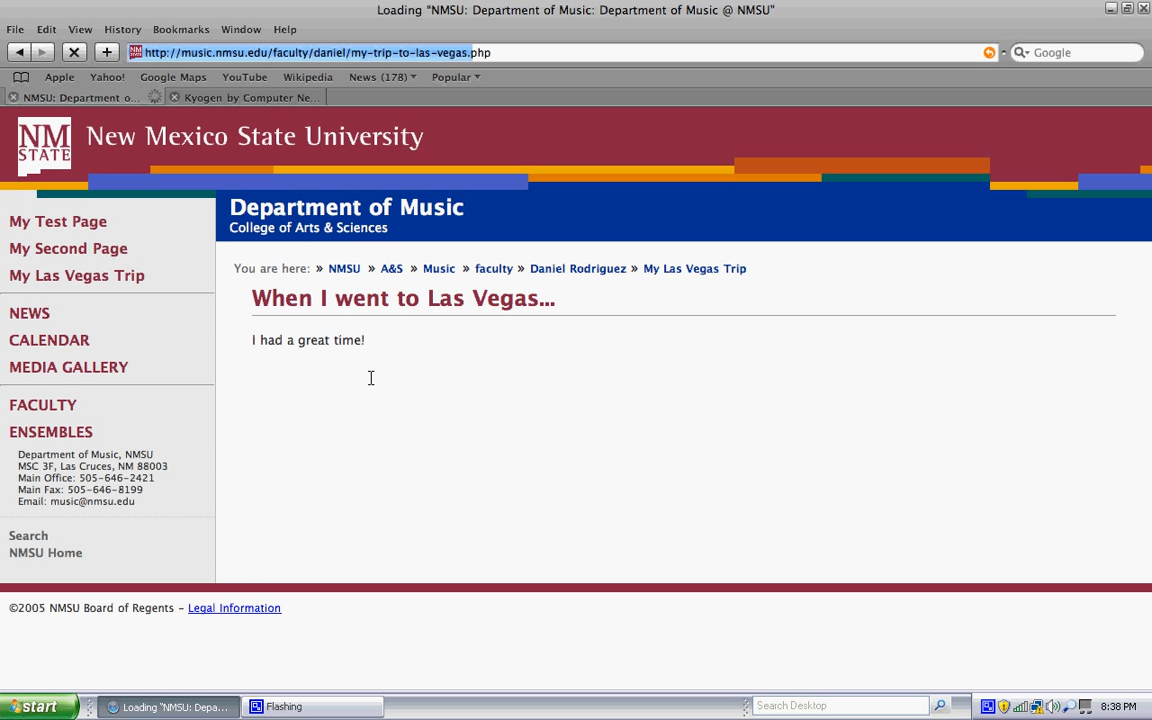 Loading "NMSU: Department of Music: Department of Music @ NMSU"
File Edit View History Bookmarks Window Help
http://music.nmsu.edu/faculty/daniel/my-trip-to-las-vegas.php
Google
Apple Yahoo! Google Maps YouTube Wikipedia News (178) Popular
NMSU: Department o... Kyogen by Computer Ne...
NM STATE
New Mexico State University
Department of Music
College of Arts & Sciences
My Test Page
My Second Page
My Las Vegas Trip
NEWS
CALENDAR
MEDIA GALLERY
FACULTY
ENSEMBLES
Department of Music, NMSU
MSC 3F, Las Cruces, NM 88003
Main Office: 505-646-2421
Main Fax: 505-646-8199
Email: music@nmsu.edu
Search
NMSU Home
You are here: » NMSU » A&S » Music » faculty » Daniel Rodriguez » My Las Vegas Trip
When I went to Las Vegas...
I had a great time!
©2005 NMSU Board of Regents – Legal Information
start Loading "NMSU: Depa... Flashing Search Desktop 8:38 PM